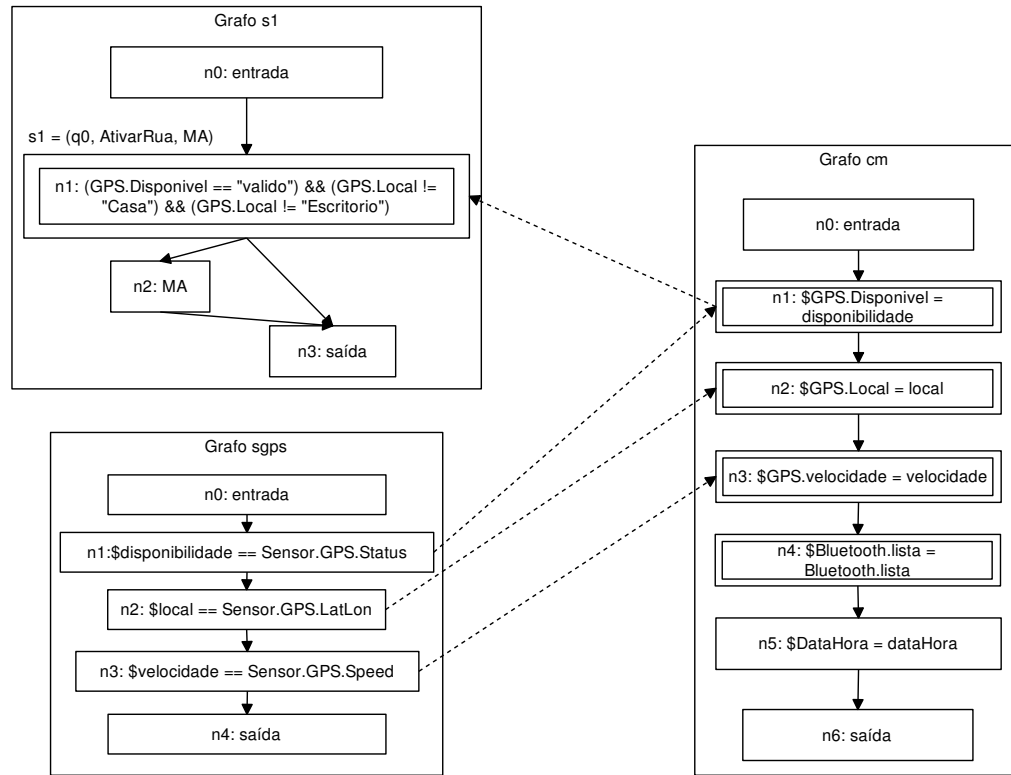 Grafo s1
n0: entrada
s1 = (q0, AtivarRua, MA)
n1: (GPS.Disponivel == "valido") && (GPS.Local !=
"Casa") && (GPS.Local != "Escritorio")
n2: MA
n3: saída
Grafo sgps
n0: entrada
n1:$disponibilidade == Sensor.GPS.Status
n2: $local == Sensor.GPS.LatLon
n3: $velocidade == Sensor.GPS.Speed
n4: saída
Grafo cm
n0: entrada
n1: $GPS.Disponivel =
disponibilidade
n2: $GPS.Local = local
n3: $GPS.velocidade = velocidade
n4: $Bluetooth.lista =
Bluetooth.lista
n5: $DataHora = dataHora
n6: saída